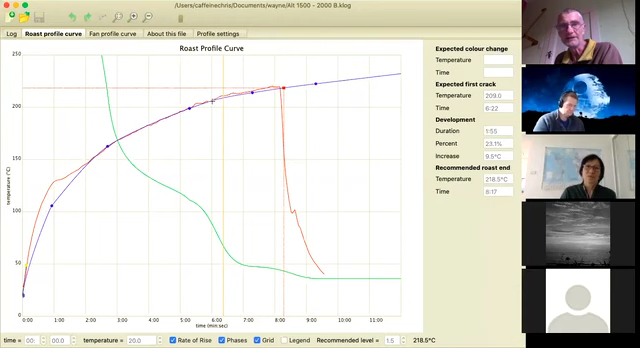 /Users/caffeinechris/Documents/wayne/Alt 1500 - 2000 B.klog
Log
Roast profile curve
Fan profile curve
About this file
Profile settings
Roast Profile Curve
250
200
150
100
50
0
temperature (°C)
0:00 1:00 2:00 3:00 4:00 5:00 6:00 7:00 8:00 9:00 10:00 11:00
time (min.sec)
Expected colour change
Temperature
Time
Expected first crack
Temperature 209.0
Time 6:22
Development
Duration 1:55
Percent 23.1%
Increase 9.5°C
Recommended roast end
Temperature 218.5°C
Time 8:17
time = 00: 00.0 temperature = 20.0 Rate of Rise Phases Grid Legend Recommended level = 1.5 218.5°C